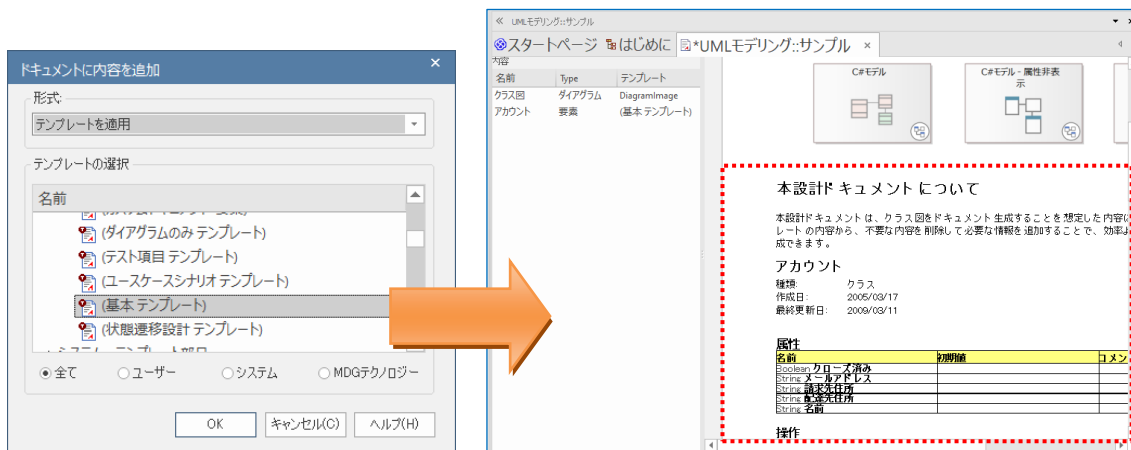 ドキュメントに内容を追加
×
形式:
テンプレートを適用
テンプレートの選択
名前
(ダイアグラムのみ テンプレート)
(テスト項目 テンプレート)
(ユースケースシナリオ テンプレート)
(基本 テンプレート)
(状態遷移設計 テンプレート)
全て
ユーザー
システム
MDGテクノロジー
OK
キャンセル(C)
ヘルプ(H)
UMLモデリング::サンプル
スタートページ
はじめに
*UMLモデリング::サンプル ×
内容
名前 Type テンプレート
クラス図 ダイアグラム DiagramImage
アカウント 要素 (基本 テンプレート)
C#モデル
C#モデル - 属性非表
示
本設計ドキュメントについて
本設計ドキュメントは、クラス図をドキュメント生成することを想定した内容
レートの内容から、不要な内容を削除して必要な情報を追加することで、効率
成できます。
アカウント
種類: クラス
作成日: 2005/03/17
最終更新日: 2009/03/11
属性
名前 初期値 コメン
Boolean クローズ済み
String メールアドレス
String 請求先住所
String 配達先住所
String 名前
操作